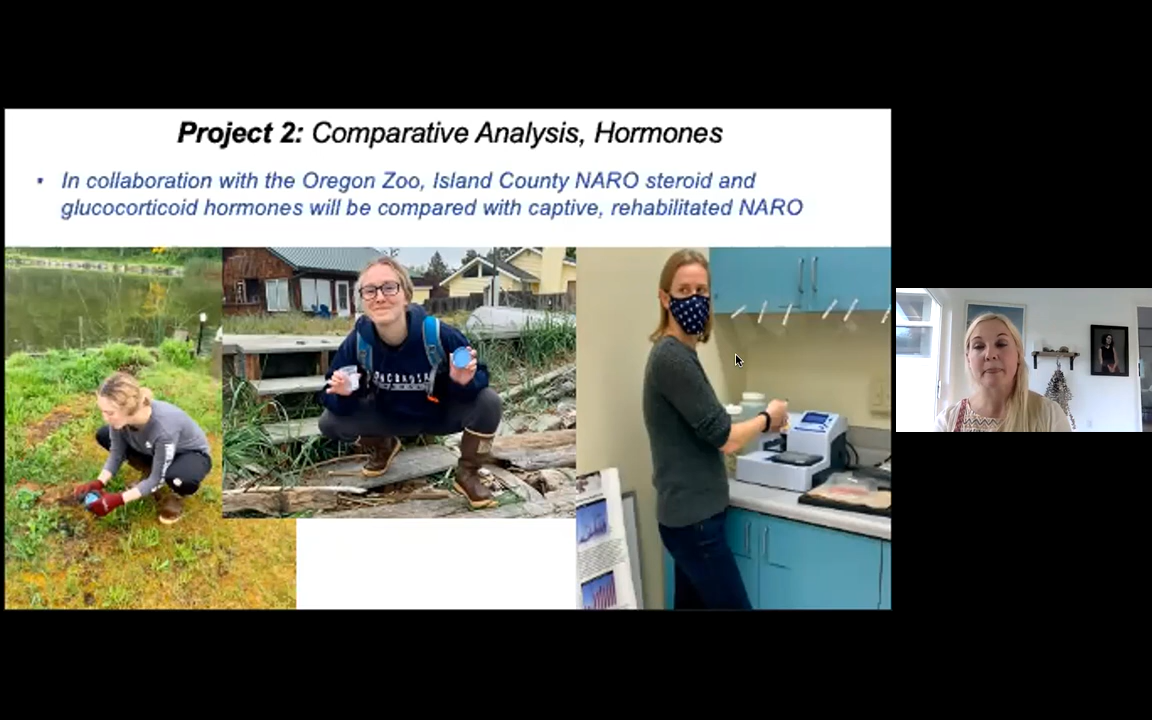 Project 2: Comparative Analysis, Hormones
• In collaboration with the Oregon Zoo, Island County NARO steroid and
glucocorticoid hormones will be compared with captive, rehabilitated NARO